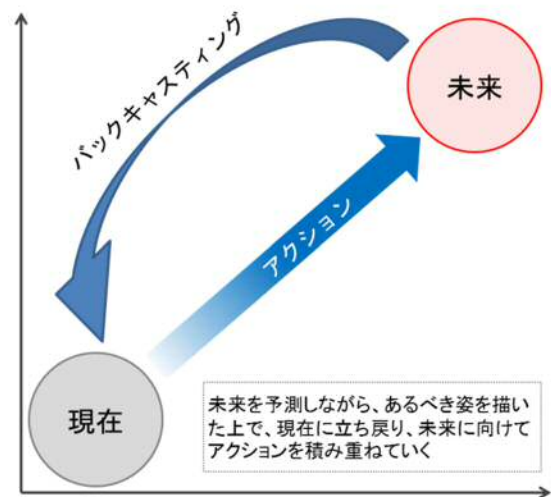 バックキャスティング
未来
アクション
現在
未来を予測しながら、あるべき姿を描い
た上で、現在に立ち戻り、未来に向けて
アクションを積み重ねていく